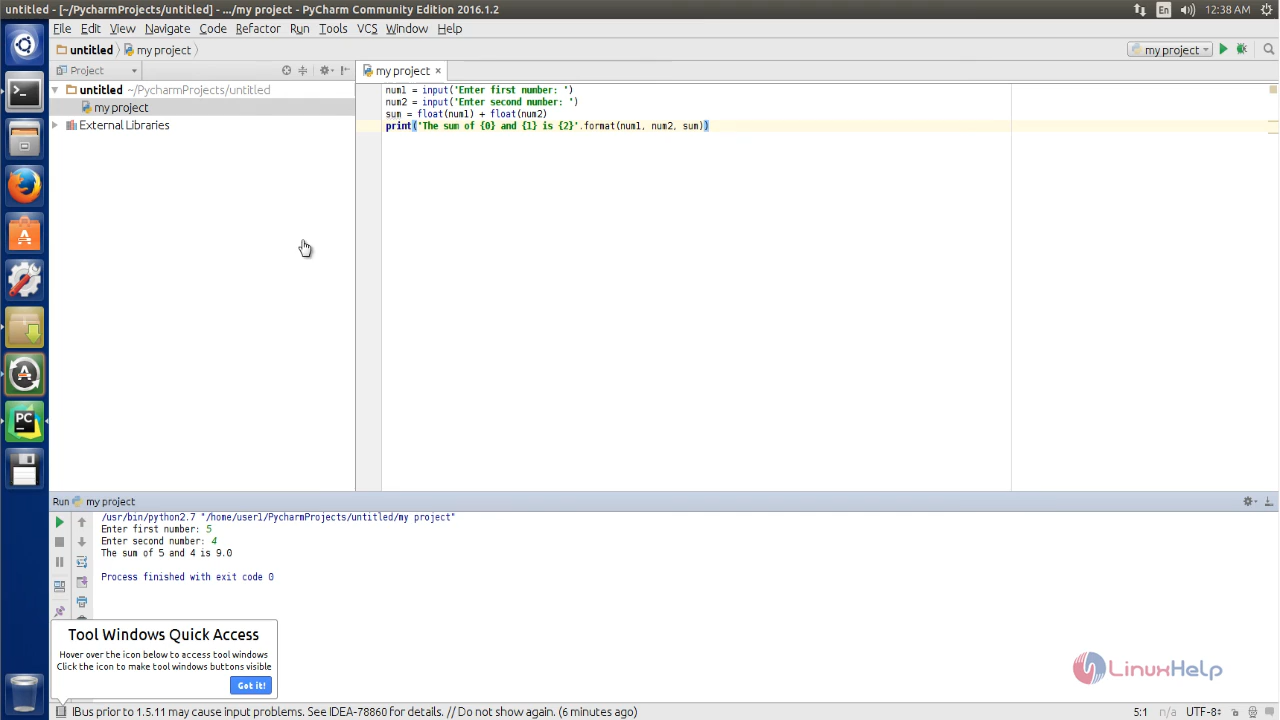 untitled - [~/PycharmProjects/untitled] - .../my project - PyCharm Community Edition 2016.1.2
En
12:38 AM
File Edit View Navigate Code Refactor Run Tools VCS Window Help
untitled my project
my project
Project
my project
untitled ~/PycharmProjects/untitled
my project
External Libraries
num1 = input('Enter first number: ')
num2 = input('Enter second number: ')
sum = float(num1) + float(num2)
print('The sum of {0} and {1} is {2}'.format(num1, num2, sum))
PC
Run my project
/usr/bin/python2.7 "/home/user1/PycharmProjects/untitled/my project"
Enter first number: 5
Enter second number: 4
The sum of 5 and 4 is 9.0
Process finished with exit code 0
Tool Windows Quick Access
Hover over the icon below to access tool windows
Click the icon to make tool windows buttons visible
Got it!
LinuxHelp
IBus prior to 1.5.11 may cause input problems. See IDEA-78860 for details. // Do not show again. (6 minutes ago)
5:1 n/a UTF-8